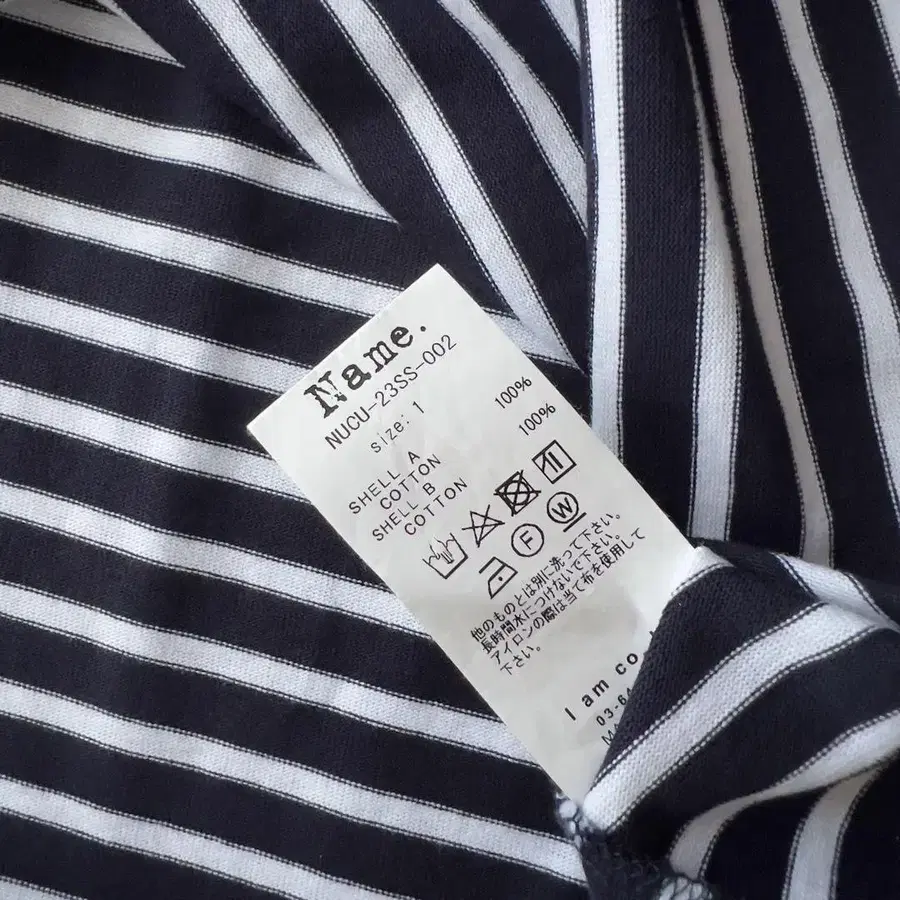 Name.
NUCU-23SS-002
size: 1
SHELL A
COTTON 100%
SHELL B
COTTON 100%
F W
他のものとは別に洗って下さい。
長時間水につけないで下さい。
アイロンの際は当て布を使用して
下さい。
I am co.
03-64